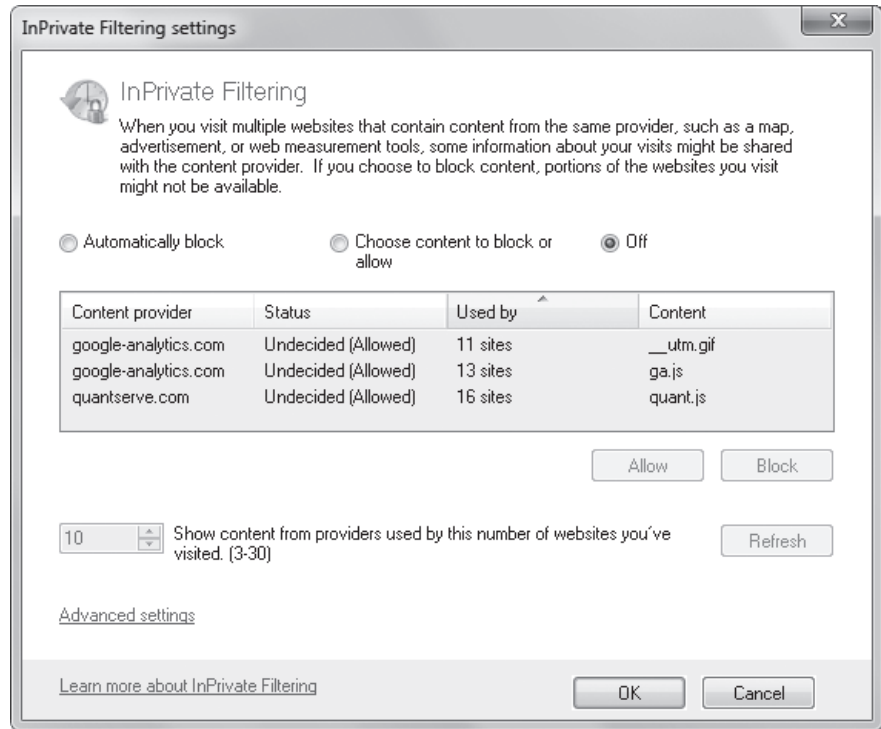 InPrivate Filtering settings
InPrivate Filtering
When you visit multiple websites that contain content from the same provider, such as a map,
advertisement, or web measurement tools, some information about your visits might be shared
with the content provider.  If you choose to block content, portions of the websites you visit
might not be available.
Automatically block
Choose content to block or
allow
Off
Content provider Status Used by Content
google-analytics.com Undecided (Allowed) 11 sites __utm.gif
google-analytics.com Undecided (Allowed) 13 sites ga.js
quantserve.com Undecided (Allowed) 16 sites quant.js
Allow Block
10 Show content from providers used by this number of websites you've
visited. (3-30)
Refresh
Advanced settings
Learn more about InPrivate Filtering
OK Cancel